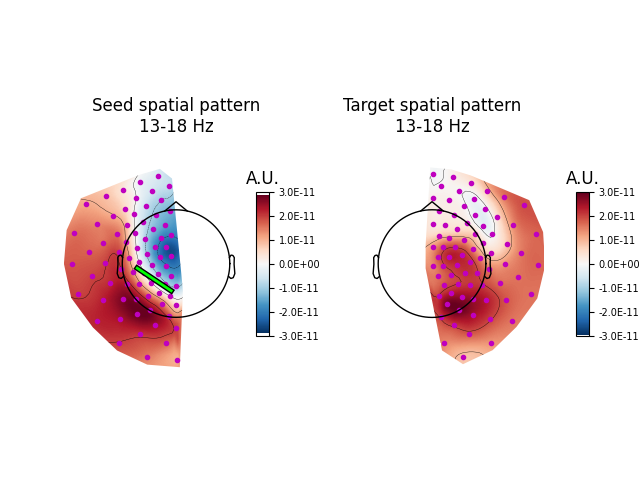 Seed spatial pattern
13-18 Hz
Target spatial pattern
13-18 Hz
A.U.
3.0E-11
2.0E-11
1.0E-11
0.0E+00
-1.0E-11
-2.0E-11
-3.0E-11
A.U.
3.0E-11
2.0E-11
1.0E-11
0.0E+00
-1.0E-11
-2.0E-11
-3.0E-11